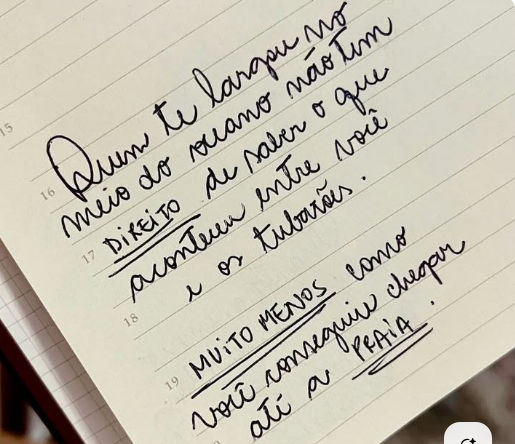 15
Quem te largou no
16 meio do oceano não tem
17 DIREITO de saber o que
aconteceu entre você
18 e os tubarões.
19 MUITO MENOS como
você conseguiu chegar
até a PRAIA.